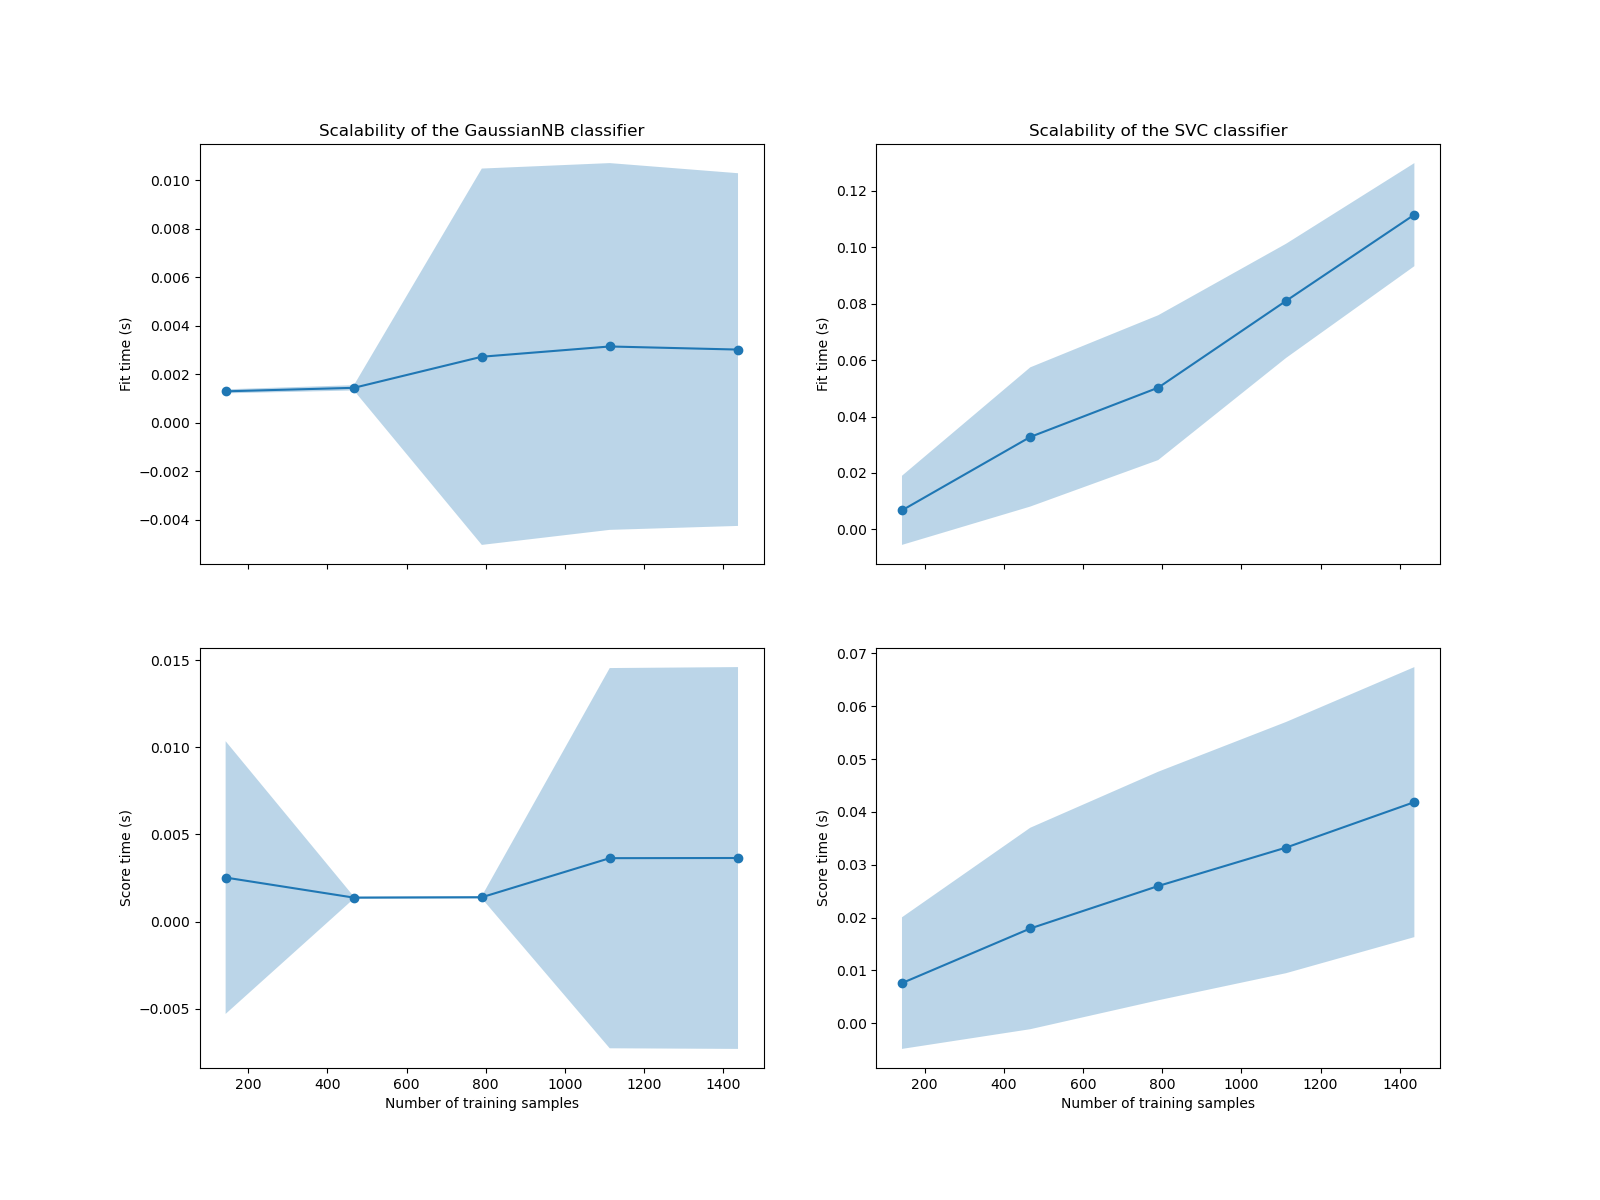 Scalability of the GaussianNB classifier
Fit time (s)
0.010
0.008
0.006
0.004
0.002
0.000
−0.002
−0.004
Scalability of the SVC classifier
Fit time (s)
0.12
0.10
0.08
0.06
0.04
0.02
0.00
Score time (s)
0.015
0.010
0.005
0.000
−0.005
200 400 600 800 1000 1200 1400
Number of training samples
Score time (s)
0.07
0.06
0.05
0.04
0.03
0.02
0.01
0.00
200 400 600 800 1000 1200 1400
Number of training samples